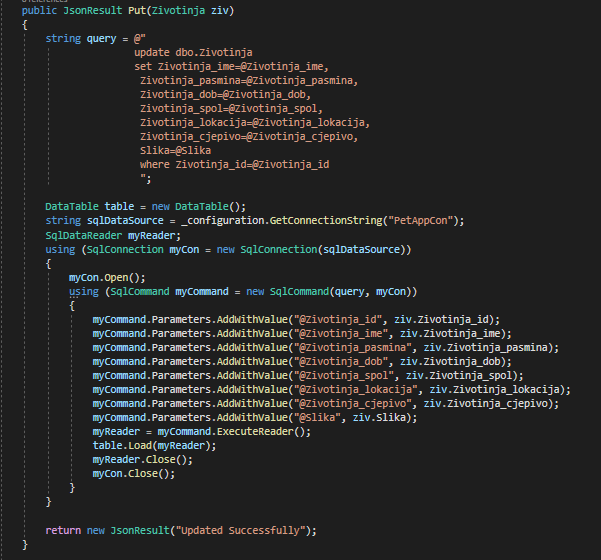 public JsonResult Put(Zivotinja ziv)
{
string query = @"
update dbo.Zivotinja
set Zivotinja_ime=@Zivotinja_ime,
Zivotinja_pasmina=@Zivotinja_pasmina,
Zivotinja_dob=@Zivotinja_dob,
Zivotinja_spol=@Zivotinja_spol,
Zivotinja_lokacija=@Zivotinja_lokacija,
Zivotinja_cjepivo=@Zivotinja_cjepivo,
Slika=@Slika
where Zivotinja_id=@Zivotinja_id
";
DataTable table = new DataTable();
string sqlDataSource = _configuration.GetConnectionString("PetAppCon");
SqlDataReader myReader;
using (SqlConnection myCon = new SqlConnection(sqlDataSource))
{
myCon.Open();
using (SqlCommand myCommand = new SqlCommand(query, myCon))
{
myCommand.Parameters.AddWithValue("@Zivotinja_id", ziv.Zivotinja_id);
myCommand.Parameters.AddWithValue("@Zivotinja_ime", ziv.Zivotinja_ime);
myCommand.Parameters.AddWithValue("@Zivotinja_pasmina", ziv.Zivotinja_pasmina);
myCommand.Parameters.AddWithValue("@Zivotinja_dob", ziv.Zivotinja_dob);
myCommand.Parameters.AddWithValue("@Zivotinja_spol", ziv.Zivotinja_spol);
myCommand.Parameters.AddWithValue("@Zivotinja_lokacija", ziv.Zivotinja_lokacija);
myCommand.Parameters.AddWithValue("@Zivotinja_cjepivo", ziv.Zivotinja_cjepivo);
myCommand.Parameters.AddWithValue("@Slika", ziv.Slika);
myReader = myCommand.ExecuteReader();
table.Load(myReader);
myReader.Close();
myCon.Close();
}
}
return new JsonResult("Updated Successfully");
}